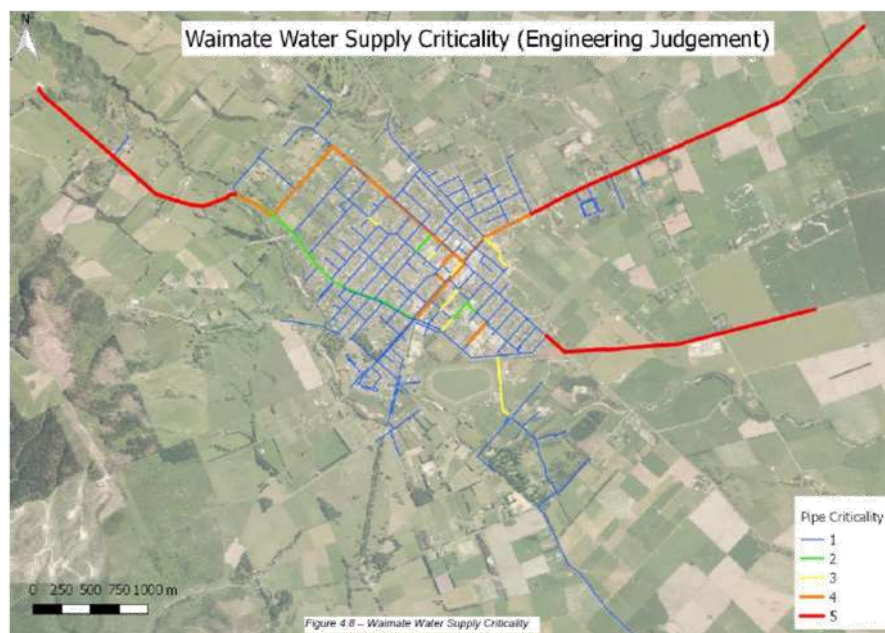 N
Waimate Water Supply Criticality (Engineering Judgement)
Pipe Criticality
1
2
3
4
5
0 250 500 750 1000 m
Figure 4.8 – Waimate Water Supply Criticality